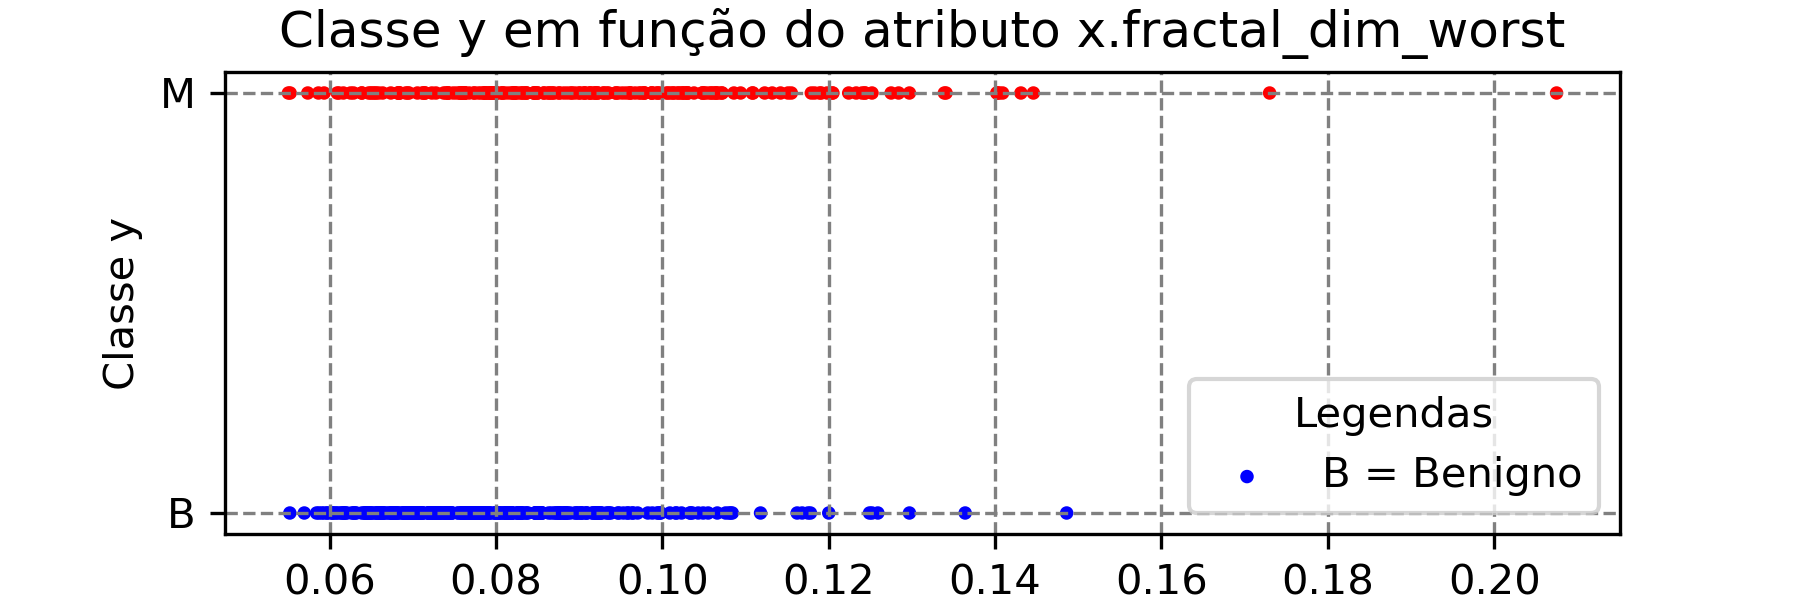 Classe y em função do atributo x.fractal_dim_worst
M
Classe y
B
Legendas
B = Benigno
0.06 0.08 0.10 0.12 0.14 0.16 0.18 0.20